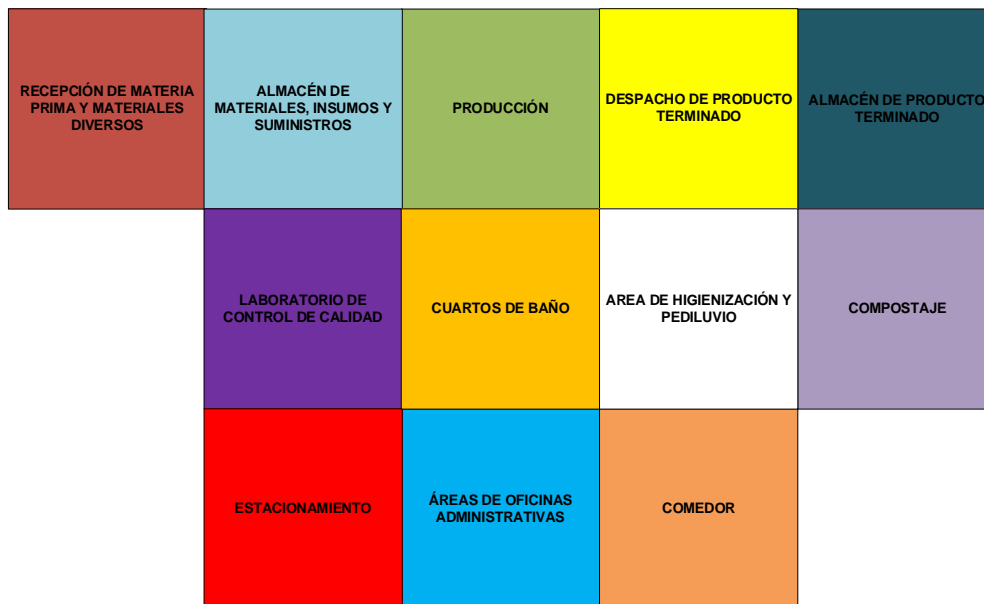 RECEPCIÓN DE MATERIA
PRIMA Y MATERIALES
DIVERSOS
ALMACÉN DE
MATERIALES, INSUMOS Y
SUMINISTROS
PRODUCCIÓN
DESPACHO DE PRODUCTO
TERMINADO
ALMACÉN DE PRODUCTO
TERMINADO
LABORATORIO DE
CONTROL DE CALIDAD
CUARTOS DE BAÑO
AREA DE HIGIENIZACIÓN Y
PEDILUVIO
COMPOSTAJE
ESTACIONAMIENTO
ÁREAS DE OFICINAS
ADMINISTRATIVAS
COMEDOR